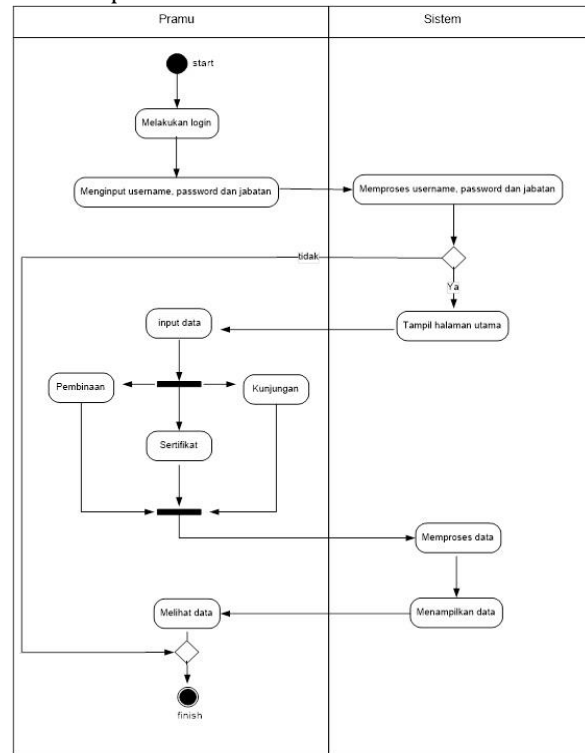 Pramu
Sistem
start
Melakukan login
Menginput username, password dan jabatan
Memproses username, password dan jabatan
tidak
Ya
input data
Tampil halaman utama
Pembinaan
Kunjungan
Sertifikat
Memproses data
Melihat data
Menampilkan data
finish